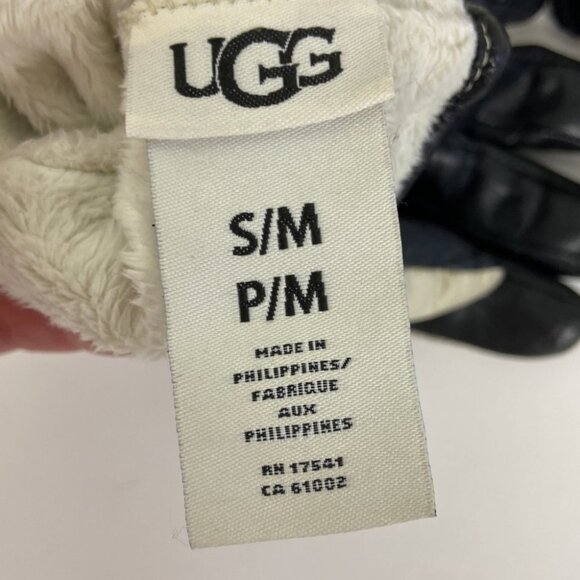 UGG
S/M
P/M
MADE IN
PHILIPPINES/
FABRIQUE
AUX
PHILIPPINES
RN 17541
CA 61002